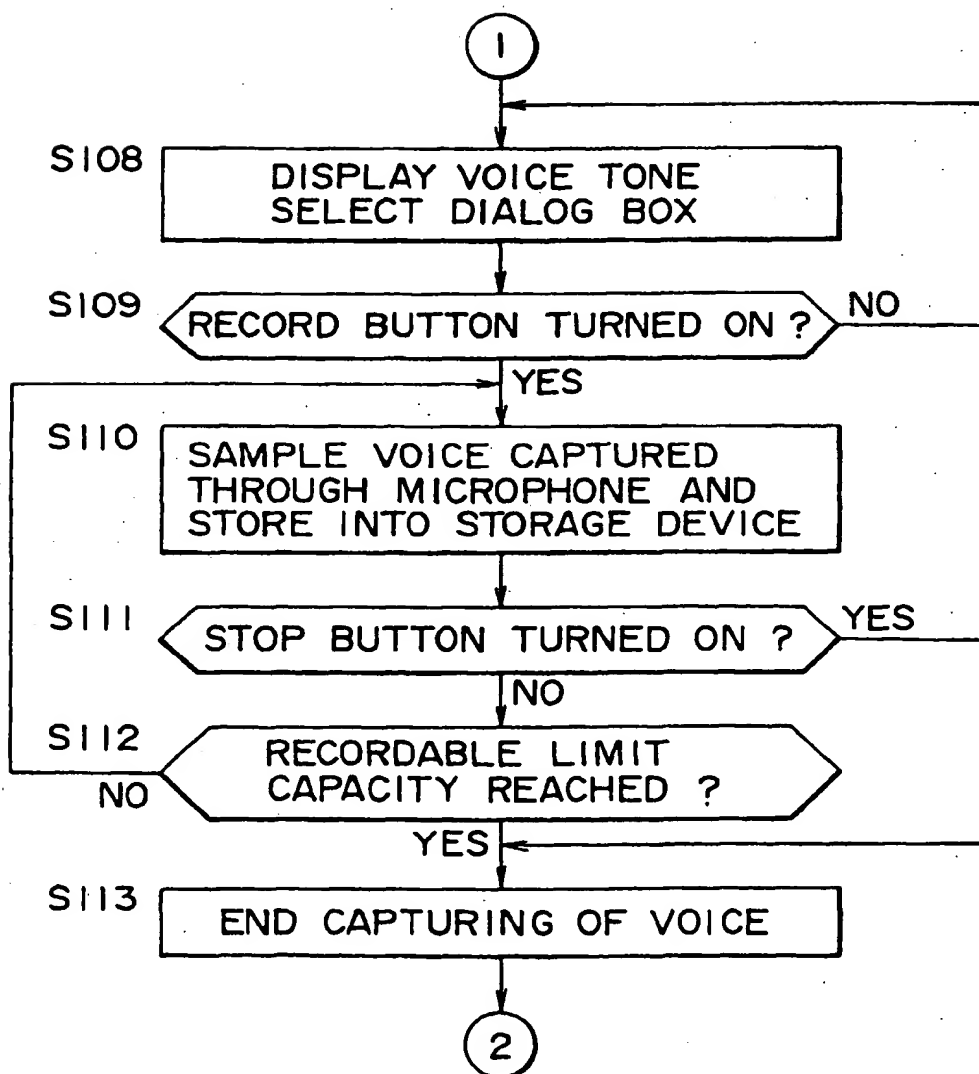 1
S108
DISPLAY VOICE TONE
SELECT DIALOG BOX
S109
RECORD BUTTON TURNED ON ?
NO
YES
S110
SAMPLE VOICE CAPTURED
THROUGH MICROPHONE AND
STORE INTO STORAGE DEVICE
S111
STOP BUTTON TURNED ON ?
YES
NO
S112
RECORDABLE LIMIT
CAPACITY REACHED ?
NO
YES
S113
END CAPTURING OF VOICE
2